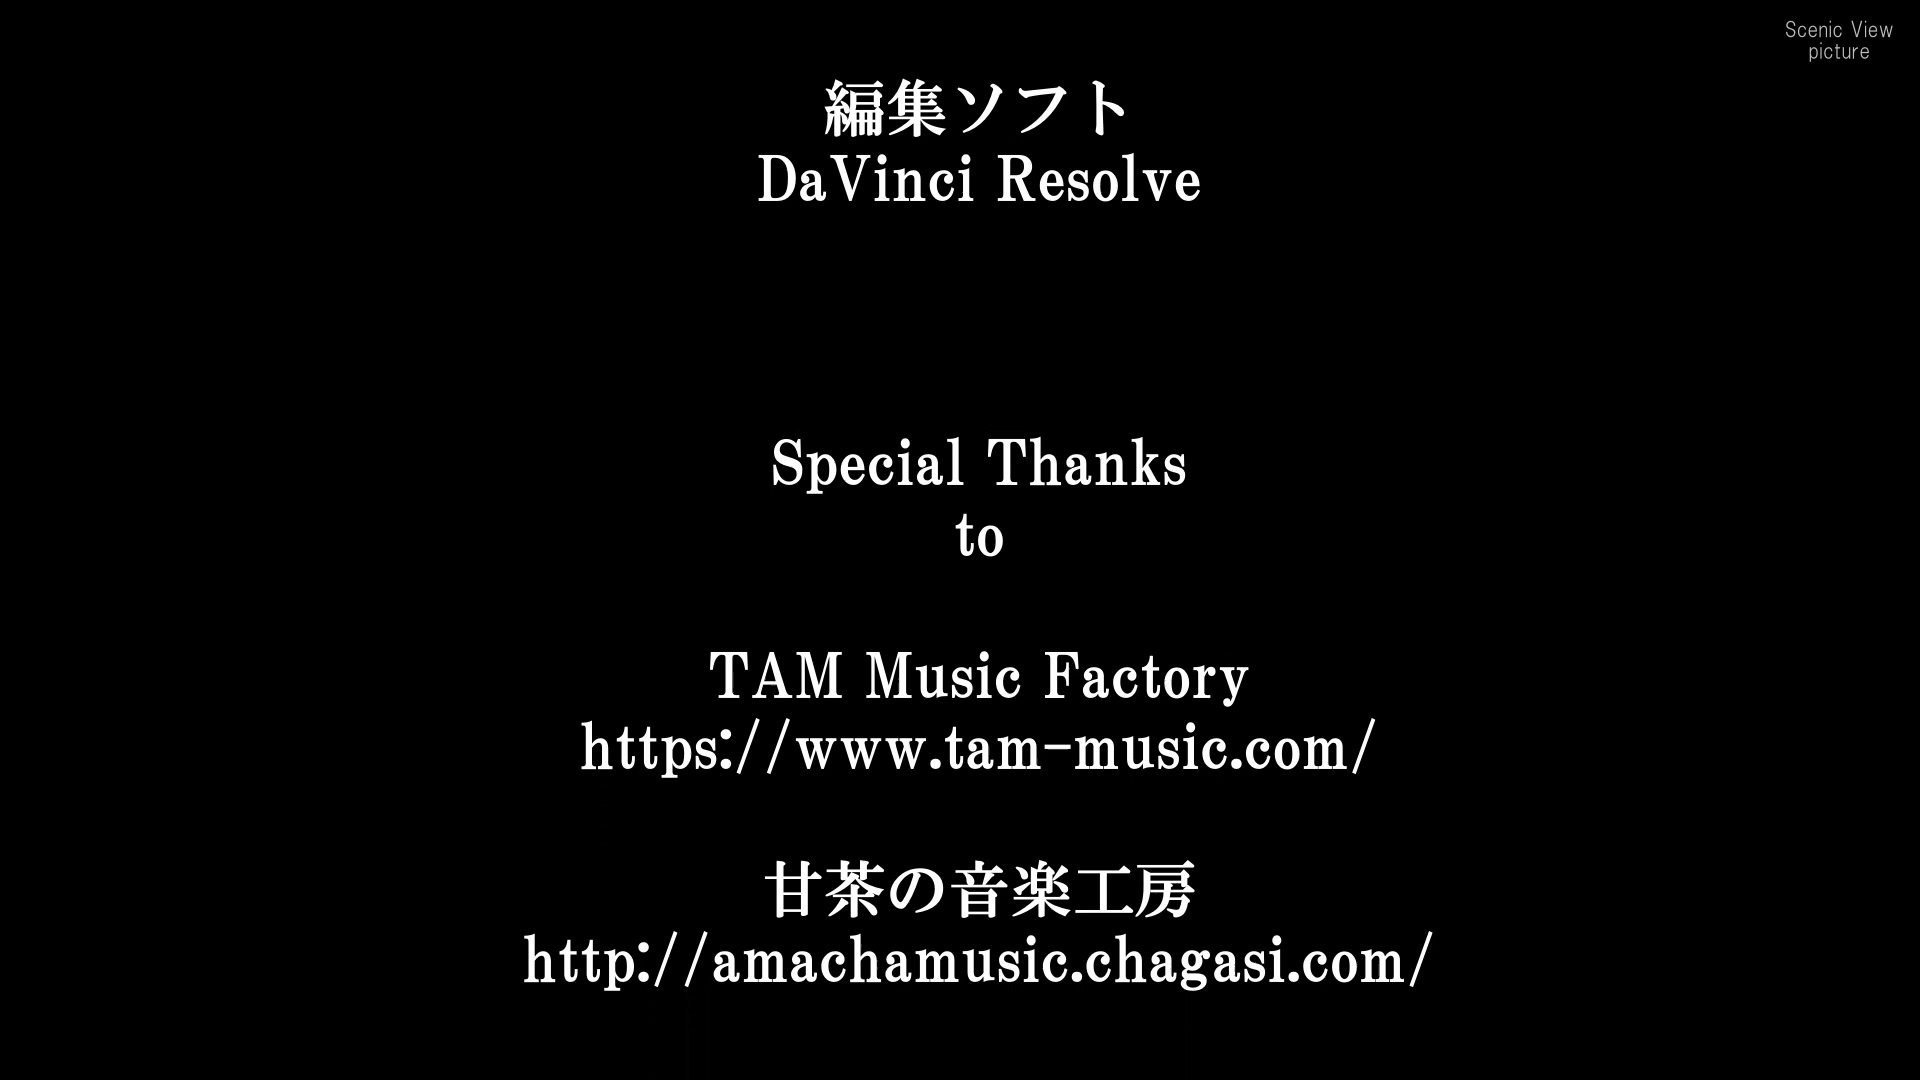 Scenic View
picture
編集ソフト
DaVinci Resolve
Special Thanks
to
TAM Music Factory
https://www.tam-music.com/
甘茶の音楽工房
http://amachamusic.chagasi.com/